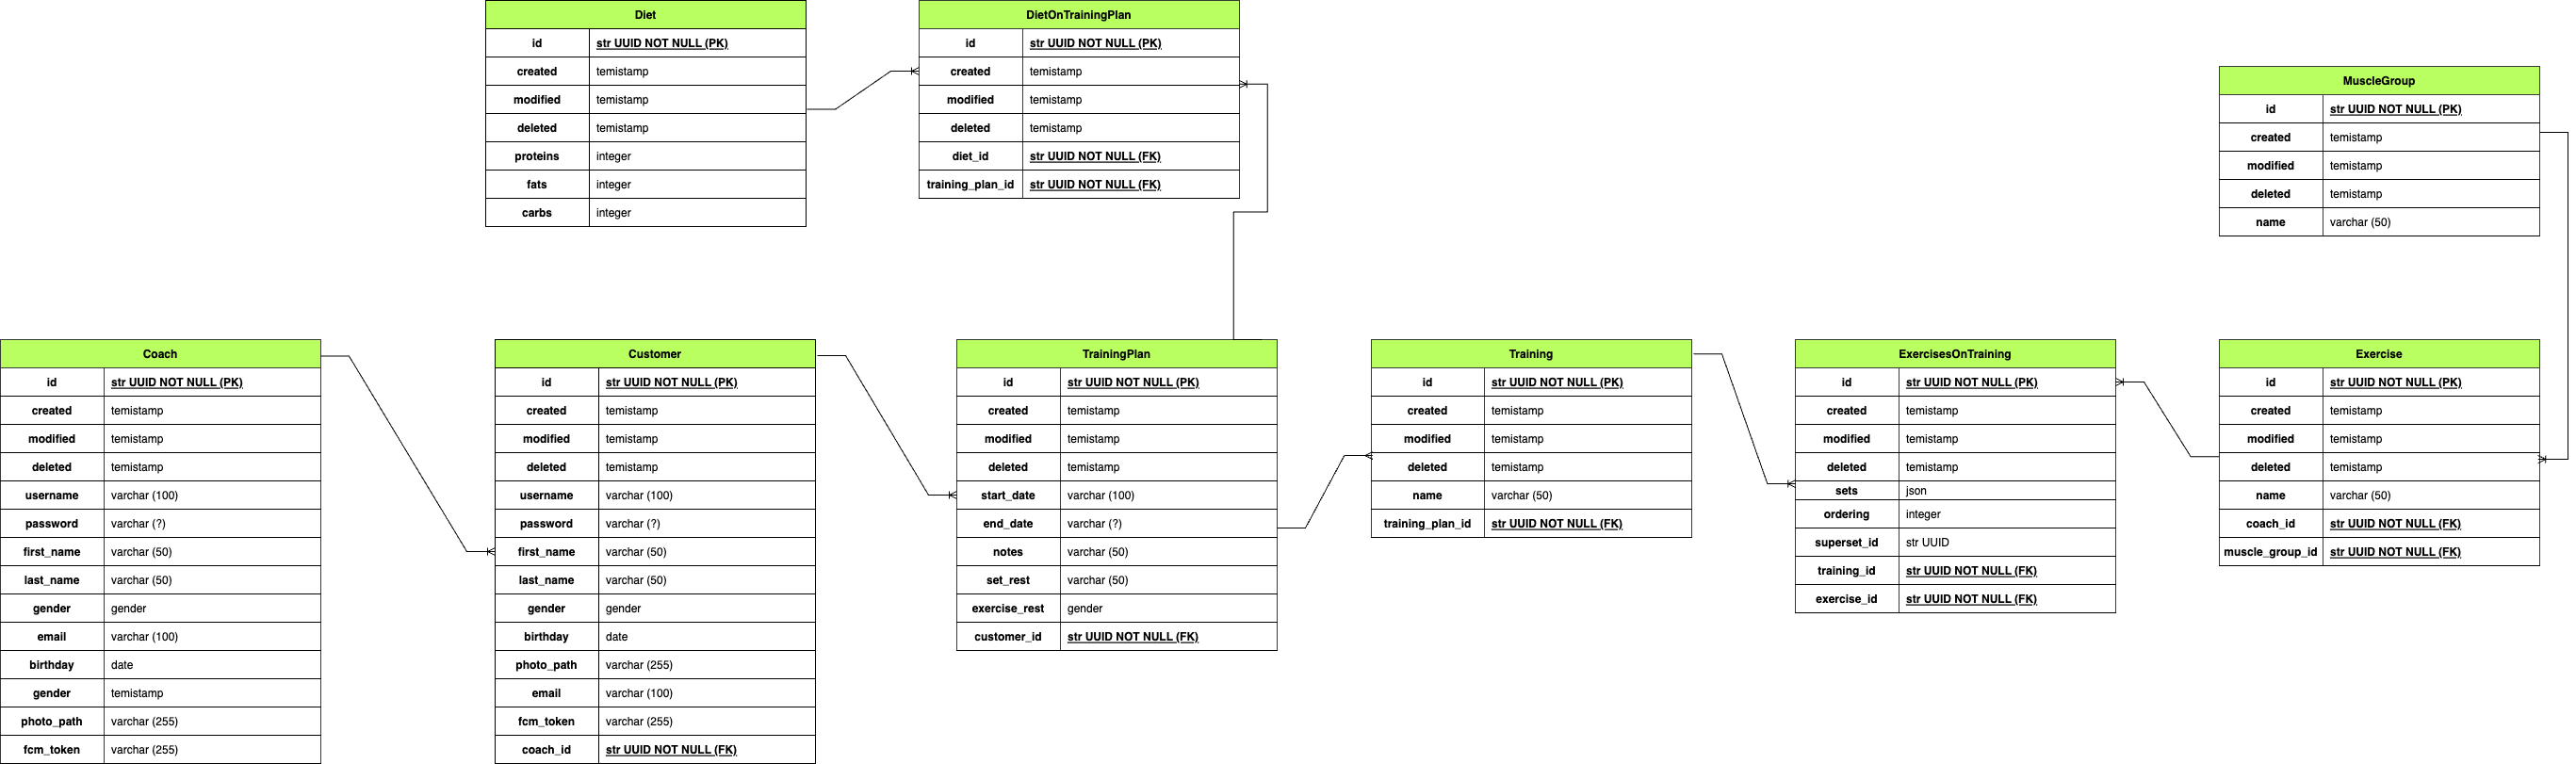 Diet
id str UUID NOT NULL (PK)
created temistamp
modified temistamp
deleted temistamp
proteins integer
fats integer
carbs integer
DietOnTrainingPlan
id str UUID NOT NULL (PK)
created temistamp
modified temistamp
deleted temistamp
diet_id str UUID NOT NULL (FK)
training_plan_id str UUID NOT NULL (FK)
MuscleGroup
id str UUID NOT NULL (PK)
created temistamp
modified temistamp
deleted temistamp
name varchar (50)
Coach
id str UUID NOT NULL (PK)
created temistamp
modified temistamp
deleted temistamp
username varchar (100)
password varchar (?)
first_name varchar (50)
last_name varchar (50)
gender gender
email varchar (100)
birthday date
gender temistamp
photo_path varchar (255)
fcm_token varchar (255)
Customer
id str UUID NOT NULL (PK)
created temistamp
modified temistamp
deleted temistamp
username varchar (100)
password varchar (?)
first_name varchar (50)
last_name varchar (50)
gender gender
birthday date
photo_path varchar (255)
email varchar (100)
fcm_token varchar (255)
coach_id str UUID NOT NULL (FK)
TrainingPlan
id str UUID NOT NULL (PK)
created temistamp
modified temistamp
deleted temistamp
start_date varchar (100)
end_date varchar (?)
notes varchar (50)
set_rest varchar (50)
exercise_rest gender
customer_id str UUID NOT NULL (FK)
Training
id str UUID NOT NULL (PK)
created temistamp
modified temistamp
deleted temistamp
name varchar (50)
training_plan_id str UUID NOT NULL (FK)
ExercisesOnTraining
id str UUID NOT NULL (PK)
created temistamp
modified temistamp
deleted temistamp
sets json
ordering integer
superset_id str UUID
training_id str UUID NOT NULL (FK)
exercise_id str UUID NOT NULL (FK)
Exercise
id str UUID NOT NULL (PK)
created temistamp
modified temistamp
deleted temistamp
name varchar (50)
coach_id str UUID NOT NULL (FK)
muscle_group_id str UUID NOT NULL (FK)